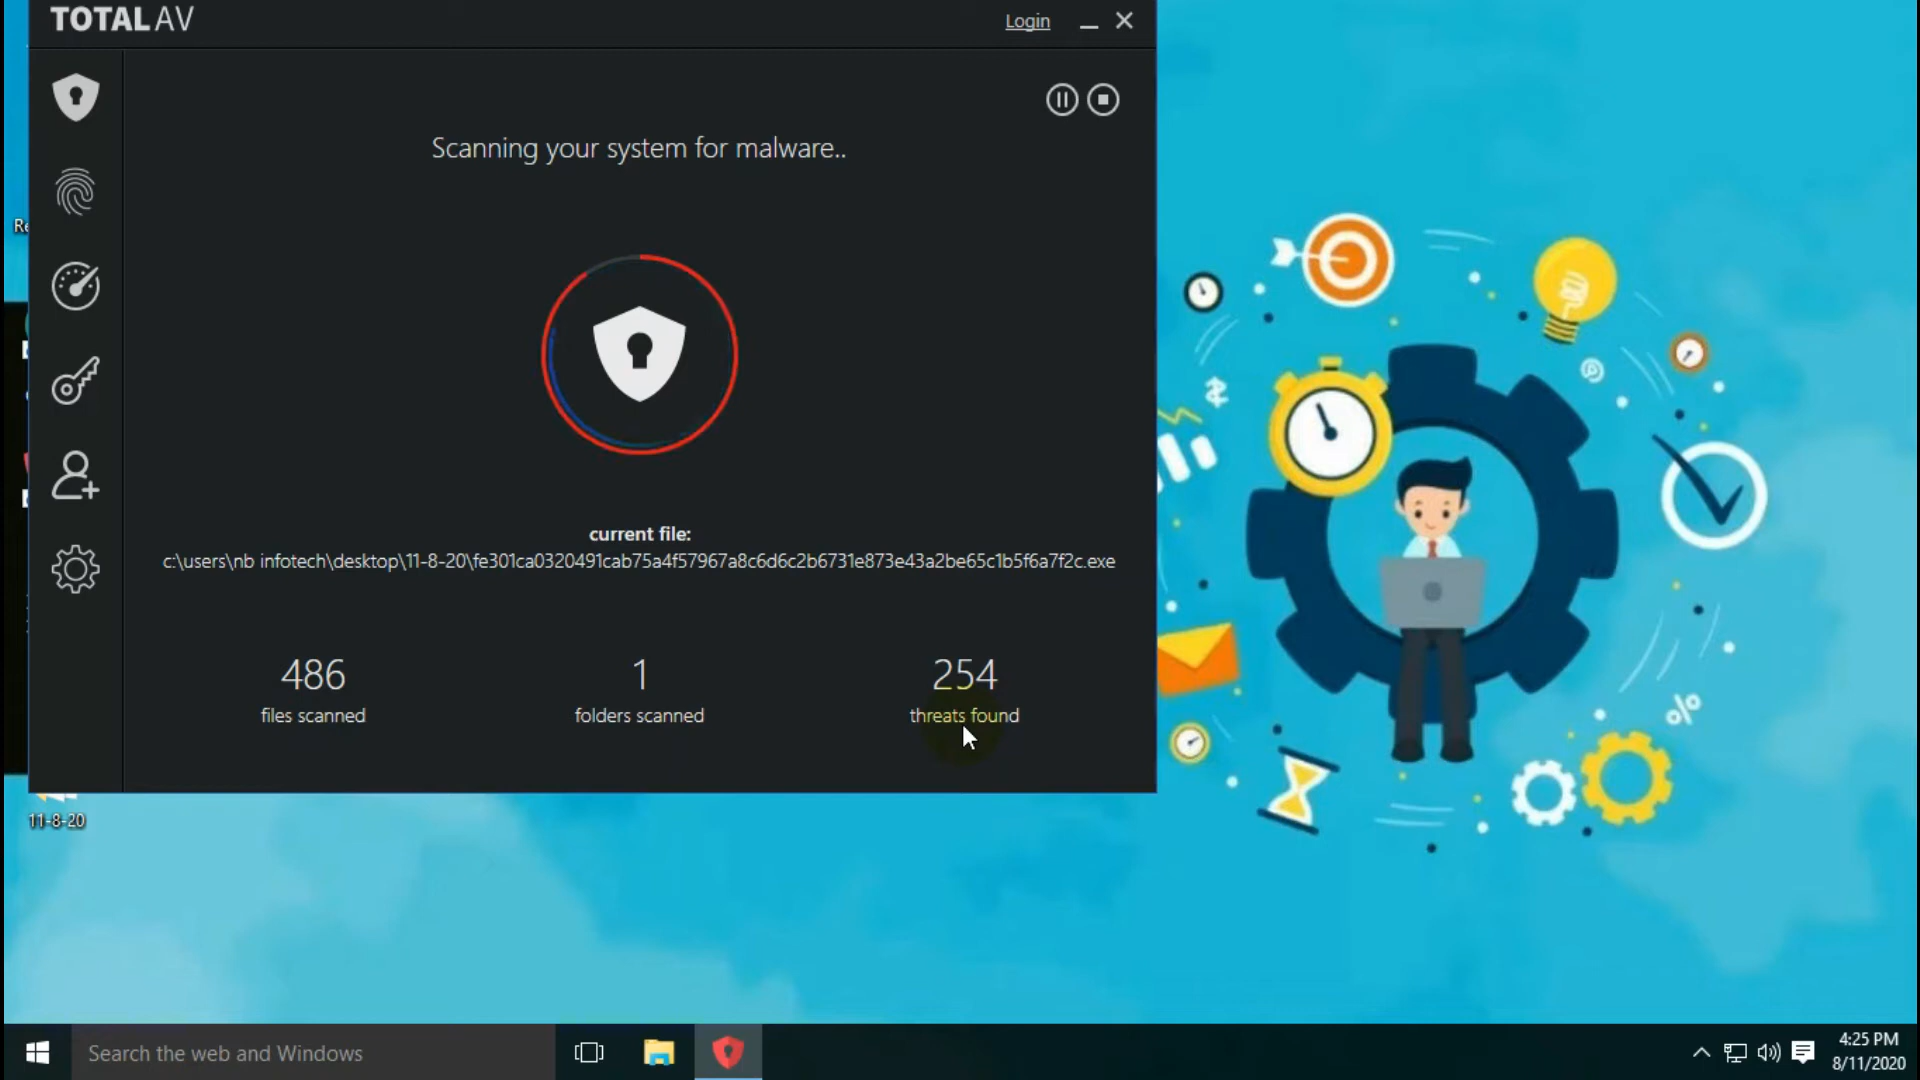 TOTAL AV
Login
Scanning your system for malware..
Re
current file:
c:\users\nb infotech\desktop\11-8-20\fe301ca0320491cab75a4f57967a8c6d6c2b6731e873e43a2be65c1b5f6a7f2c.exe
486
files scanned
1
folders scanned
254
threats found
11-8-20
Search the web and Windows
4:25 PM
8/11/2020